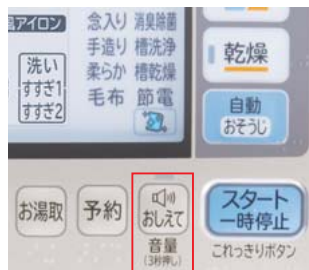 アイロン
念入り 消臭除菌
手造り 槽洗浄
柔らか 槽乾燥
毛布 節電
洗い
すすぎ1
すすぎ2
乾燥
自動
おそうじ
お湯取
予約
おしえて
音量
(3秒押し)
スタート
一時停止
これっきりボタン